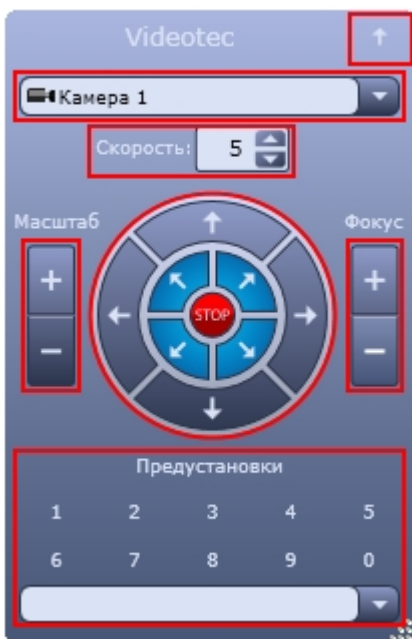 Videotec
Камера 1
Скорость: 5
Масштаб
Фокус
STOP
Предустановки
1 2 3 4 5
6 7 8 9 0